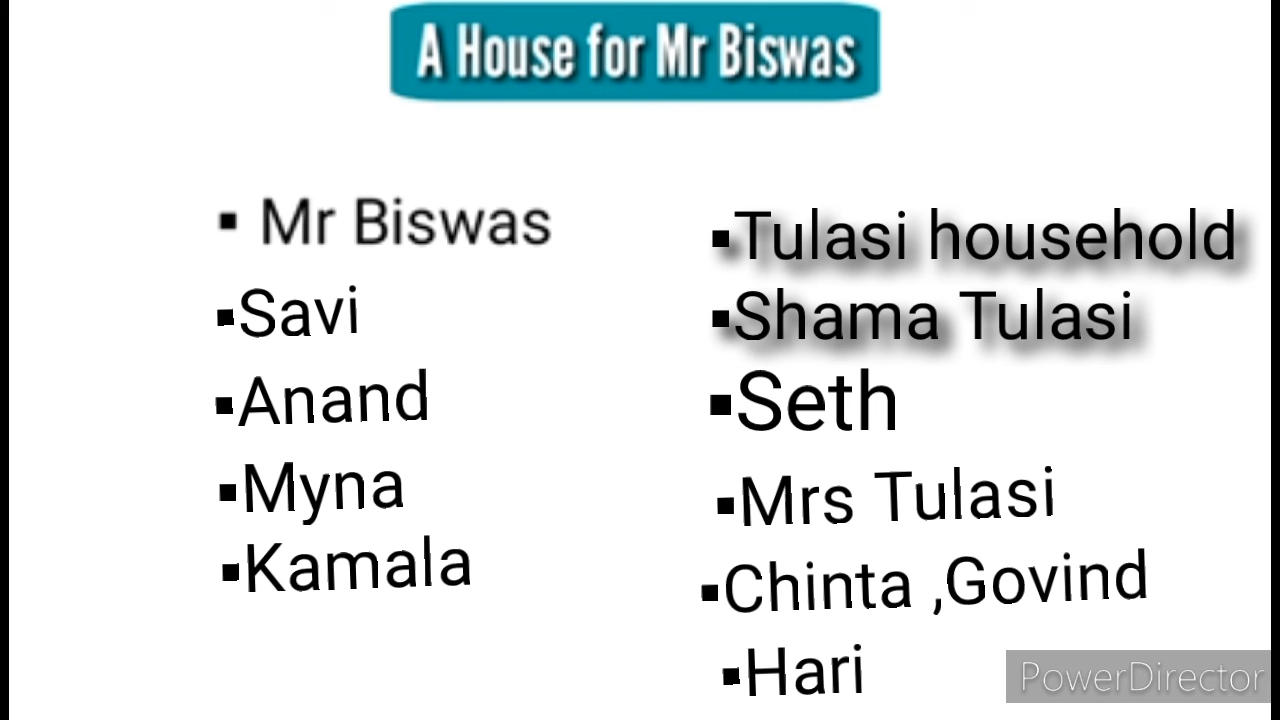 A House for Mr Biswas
▪ Mr Biswas
▪Savi
▪Anand
▪Myna
▪Kamala
▪Tulasi household
▪Shama Tulasi
▪Seth
▪Mrs Tulasi
▪Chinta ,Govind
▪Hari
PowerDirector